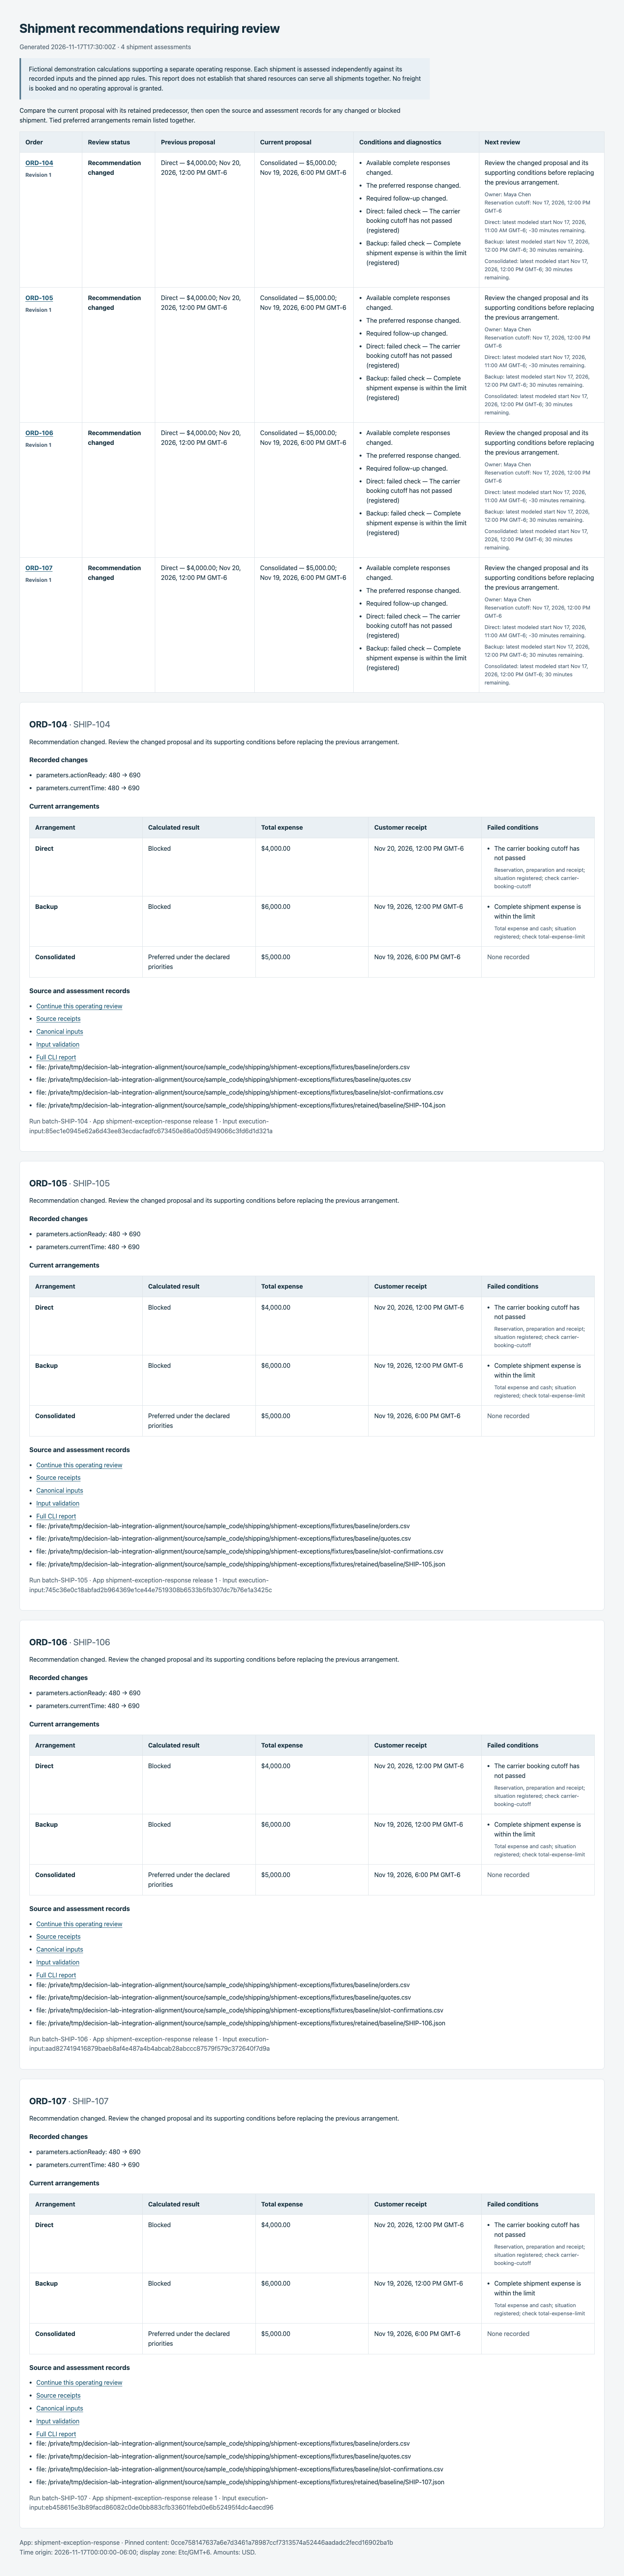 Shipment recommendations requiring review
Generated 2026-11-17T17:30:00Z · 4 shipment assessments
Fictional demonstration calculations supporting a separate operating response. Each shipment is assessed independently against its
recorded inputs and the pinned app rules. This report does not establish that shared resources can serve all shipments together. No freight
is booked and no operating approval is granted.
Compare the current proposal with its retained predecessor, then open the source and assessment records for any changed or blocked
shipment. Tied preferred arrangements remain listed together.
Order
Review status
Previous proposal
Current proposal
Conditions and diagnostics
Next review
ORD-104
Revision 1
Recommendation
changed
Direct — $4,000.00; Nov 20,
2026, 12:00 PM GMT-6
Consolidated — $5,000.00;
Nov 19, 2026, 6:00 PM GMT-6
• Available complete responses
changed.
• The preferred response changed.
• Required follow-up changed.
• Direct: failed check — The carrier
booking cutoff has not passed
(registered)
• Backup: failed check — Complete
shipment expense is within the limit
(registered)
Review the changed proposal and its
supporting conditions before replacing
the previous arrangement.
Owner: Maya Chen
Reservation cutoff: Nov 17, 2026, 12:00 PM
GMT-6
Direct: latest modeled start Nov 17, 2026,
11:00 AM GMT-6; -30 minutes remaining.
Backup: latest modeled start Nov 17, 2026,
12:00 PM GMT-6; 30 minutes remaining.
Consolidated: latest modeled start Nov 17,
2026, 12:00 PM GMT-6; 30 minutes
remaining.
ORD-105
Revision 1
Recommendation
changed
Direct — $4,000.00; Nov 20,
2026, 12:00 PM GMT-6
Consolidated — $5,000.00;
Nov 19, 2026, 6:00 PM GMT-6
• Available complete responses
changed.
• The preferred response changed.
• Required follow-up changed.
• Direct: failed check — The carrier
booking cutoff has not passed
(registered)
• Backup: failed check — Complete
shipment expense is within the limit
(registered)
Review the changed proposal and its
supporting conditions before replacing
the previous arrangement.
Owner: Maya Chen
Reservation cutoff: Nov 17, 2026, 12:00 PM
GMT-6
Direct: latest modeled start Nov 17, 2026,
11:00 AM GMT-6; -30 minutes remaining.
Backup: latest modeled start Nov 17, 2026,
12:00 PM GMT-6; 30 minutes remaining.
Consolidated: latest modeled start Nov 17,
2026, 12:00 PM GMT-6; 30 minutes
remaining.
ORD-106
Revision 1
Recommendation
changed
Direct — $4,000.00; Nov 20,
2026, 12:00 PM GMT-6
Consolidated — $5,000.00;
Nov 19, 2026, 6:00 PM GMT-6
• Available complete responses
changed.
• The preferred response changed.
• Required follow-up changed.
• Direct: failed check — The carrier
booking cutoff has not passed
(registered)
• Backup: failed check — Complete
shipment expense is within the limit
(registered)
Review the changed proposal and its
supporting conditions before replacing
the previous arrangement.
Owner: Maya Chen
Reservation cutoff: Nov 17, 2026, 12:00 PM
GMT-6
Direct: latest modeled start Nov 17, 2026,
11:00 AM GMT-6; -30 minutes remaining.
Backup: latest modeled start Nov 17, 2026,
12:00 PM GMT-6; 30 minutes remaining.
Consolidated: latest modeled start Nov 17,
2026, 12:00 PM GMT-6; 30 minutes
remaining.
ORD-107
Revision 1
Recommendation
changed
Direct — $4,000.00; Nov 20,
2026, 12:00 PM GMT-6
Consolidated — $5,000.00;
Nov 19, 2026, 6:00 PM GMT-6
• Available complete responses
changed.
• The preferred response changed.
• Required follow-up changed.
• Direct: failed check — The carrier
booking cutoff has not passed
(registered)
• Backup: failed check — Complete
shipment expense is within the limit
(registered)
Review the changed proposal and its
supporting conditions before replacing
the previous arrangement.
Owner: Maya Chen
Reservation cutoff: Nov 17, 2026, 12:00 PM
GMT-6
Direct: latest modeled start Nov 17, 2026,
11:00 AM GMT-6; -30 minutes remaining.
Backup: latest modeled start Nov 17, 2026,
12:00 PM GMT-6; 30 minutes remaining.
Consolidated: latest modeled start Nov 17,
2026, 12:00 PM GMT-6; 30 minutes
remaining.
ORD-104 · SHIP-104
Recommendation changed. Review the changed proposal and its supporting conditions before replacing the previous arrangement.
Recorded changes
• parameters.actionReady: 480 → 690
• parameters.currentTime: 480 → 690
Current arrangements
Arrangement
Calculated result
Total expense
Customer receipt
Failed conditions
Direct
Blocked
$4,000.00
Nov 20, 2026, 12:00 PM GMT-6
• The carrier booking cutoff has
not passed
Reservation, preparation and receipt;
situation registered; check carrier-
booking-cutoff
Backup
Blocked
$6,000.00
Nov 19, 2026, 12:00 PM GMT-6
• Complete shipment expense is
within the limit
Total expense and cash; situation
registered; check total-expense-limit
Consolidated
Preferred under the declared
priorities
$5,000.00
Nov 19, 2026, 6:00 PM GMT-6
None recorded
Source and assessment records
• Continue this operating review
• Source receipts
• Canonical inputs
• Input validation
• Full CLI report
• file: /private/tmp/decision-lab-integration-alignment/source/sample_code/shipping/shipment-exceptions/fixtures/baseline/orders.csv
• file: /private/tmp/decision-lab-integration-alignment/source/sample_code/shipping/shipment-exceptions/fixtures/baseline/quotes.csv
• file: /private/tmp/decision-lab-integration-alignment/source/sample_code/shipping/shipment-exceptions/fixtures/baseline/slot-confirmations.csv
• file: /private/tmp/decision-lab-integration-alignment/source/sample_code/shipping/shipment-exceptions/fixtures/retained/baseline/SHIP-104.json
Run batch-SHIP-104 · App shipment-exception-response release 1 · Input execution-
ORD-105 · SHIP-105
Recommendation changed. Review the changed proposal and its supporting conditions before replacing the previous arrangement.
Recorded changes
• parameters.actionReady: 480 → 690
• parameters.currentTime: 480 → 690
Current arrangements
Arrangement
Calculated result
Total expense
Customer receipt
Failed conditions
Direct
Blocked
$4,000.00
Nov 20, 2026, 12:00 PM GMT-6
• The carrier booking cutoff has
not passed
Reservation, preparation and receipt;
situation registered; check carrier-
booking-cutoff
Backup
Blocked
$6,000.00
Nov 19, 2026, 12:00 PM GMT-6
• Complete shipment expense is
within the limit
Total expense and cash; situation
registered; check total-expense-limit
Consolidated
Preferred under the declared
priorities
$5,000.00
Nov 19, 2026, 6:00 PM GMT-6
None recorded
Source and assessment records
• Continue this operating review
• Source receipts
• Canonical inputs
• Input validation
• Full CLI report
• file: /private/tmp/decision-lab-integration-alignment/source/sample_code/shipping/shipment-exceptions/fixtures/baseline/orders.csv
• file: /private/tmp/decision-lab-integration-alignment/source/sample_code/shipping/shipment-exceptions/fixtures/baseline/quotes.csv
• file: /private/tmp/decision-lab-integration-alignment/source/sample_code/shipping/shipment-exceptions/fixtures/baseline/slot-confirmations.csv
• file: /private/tmp/decision-lab-integration-alignment/source/sample_code/shipping/shipment-exceptions/fixtures/retained/baseline/SHIP-105.json
Run batch-SHIP-105 · App shipment-exception-response release 1 · Input execution-
ORD-106 · SHIP-106
Recommendation changed. Review the changed proposal and its supporting conditions before replacing the previous arrangement.
Recorded changes
• parameters.actionReady: 480 → 690
• parameters.currentTime: 480 → 690
Current arrangements
Arrangement
Calculated result
Total expense
Customer receipt
Failed conditions
Direct
Blocked
$4,000.00
Nov 20, 2026, 12:00 PM GMT-6
• The carrier booking cutoff has
not passed
Reservation, preparation and receipt;
situation registered; check carrier-
booking-cutoff
Backup
Blocked
$6,000.00
Nov 19, 2026, 12:00 PM GMT-6
• Complete shipment expense is
within the limit
Total expense and cash; situation
registered; check total-expense-limit
Consolidated
Preferred under the declared
priorities
$5,000.00
Nov 19, 2026, 6:00 PM GMT-6
None recorded
Source and assessment records
• Continue this operating review
• Source receipts
• Canonical inputs
• Input validation
• Full CLI report
• file: /private/tmp/decision-lab-integration-alignment/source/sample_code/shipping/shipment-exceptions/fixtures/baseline/orders.csv
• file: /private/tmp/decision-lab-integration-alignment/source/sample_code/shipping/shipment-exceptions/fixtures/baseline/quotes.csv
• file: /private/tmp/decision-lab-integration-alignment/source/sample_code/shipping/shipment-exceptions/fixtures/baseline/slot-confirmations.csv
• file: /private/tmp/decision-lab-integration-alignment/source/sample_code/shipping/shipment-exceptions/fixtures/retained/baseline/SHIP-106.json
Run batch-SHIP-106 · App shipment-exception-response release 1 · Input execution-
ORD-107 · SHIP-107
Recommendation changed. Review the changed proposal and its supporting conditions before replacing the previous arrangement.
Recorded changes
• parameters.actionReady: 480 → 690
• parameters.currentTime: 480 → 690
Current arrangements
Arrangement
Calculated result
Total expense
Customer receipt
Failed conditions
Direct
Blocked
$4,000.00
Nov 20, 2026, 12:00 PM GMT-6
• The carrier booking cutoff has
not passed
Reservation, preparation and receipt;
situation registered; check carrier-
booking-cutoff
Backup
Blocked
$6,000.00
Nov 19, 2026, 12:00 PM GMT-6
• Complete shipment expense is
within the limit
Total expense and cash; situation
registered; check total-expense-limit
Consolidated
Preferred under the declared
priorities
$5,000.00
Nov 19, 2026, 6:00 PM GMT-6
None recorded
Source and assessment records
• Continue this operating review
• Source receipts
• Canonical inputs
• Input validation
• Full CLI report
• file: /private/tmp/decision-lab-integration-alignment/source/sample_code/shipping/shipment-exceptions/fixtures/baseline/orders.csv
• file: /private/tmp/decision-lab-integration-alignment/source/sample_code/shipping/shipment-exceptions/fixtures/baseline/quotes.csv
• file: /private/tmp/decision-lab-integration-alignment/source/sample_code/shipping/shipment-exceptions/fixtures/baseline/slot-confirmations.csv
• file: /private/tmp/decision-lab-integration-alignment/source/sample_code/shipping/shipment-exceptions/fixtures/retained/baseline/SHIP-107.json
Run batch-SHIP-107 · App shipment-exception-response release 1 · Input execution-
App: shipment-exception-response · Pinned content:
Time origin: 2026-11-17T00:00:00-06:00; display zone: Etc/GMT+6. Amounts: USD.